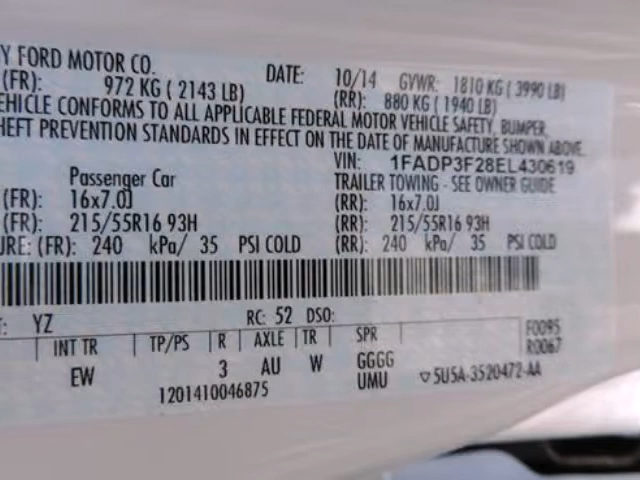 Y FORD MOTOR CO.
DATE: 10/14 GVWR: 1810 KG ( 3990 LB)
(FR): 972 KG ( 2143 LB) (RR): 880 KG ( 1940 LB)
EHICLE CONFORMS TO ALL APPLICABLE FEDERAL MOTOR VEHICLE SAFETY, BUMPER,
HEFT PREVENTION STANDARDS IN EFFECT ON THE DATE OF MANUFACTURE SHOWN ABOVE.
VIN: 1FADP3F28EL430619
Passenger Car TRAILER TOWING - SEE OWNER GUIDE
(FR): 16x7.0J (RR): 16x7.0J
(FR): 215/55R16 93H (RR): 215/55R16 93H
URE: (FR): 240 kPa/ 35 PSI COLD (RR): 240 kPa/ 35 PSI COLD
T: YZ RC: 52 DSO:
INT TR TP/PS R AXLE TR SPR F0095
R0067
EW 3 AU W GGGG
UMU ▽5U5A-3520472-AA
1201410046875